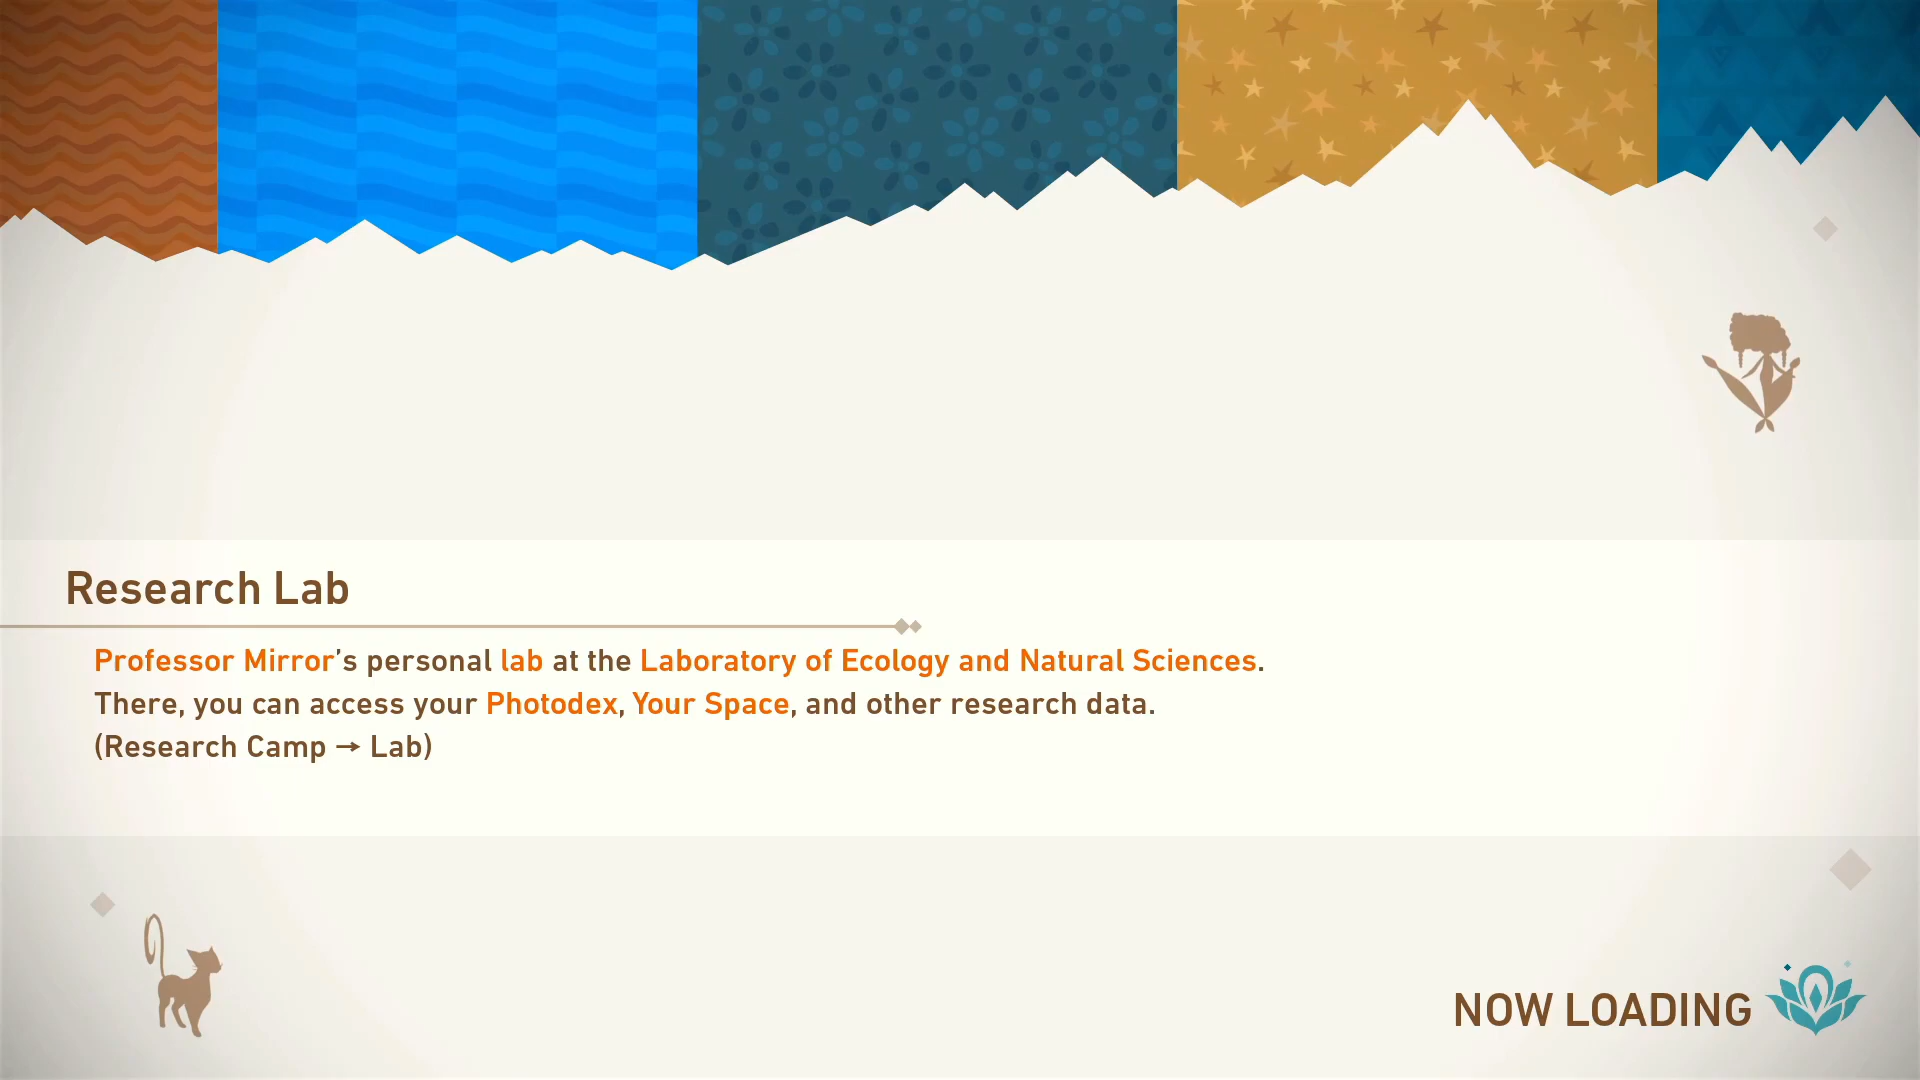 Research Lab
Professor Mirror’s personal lab at the Laboratory of Ecology and Natural Sciences.
There, you can access your Photodex, Your Space, and other research data.
(Research Camp → Lab)
NOW LOADING